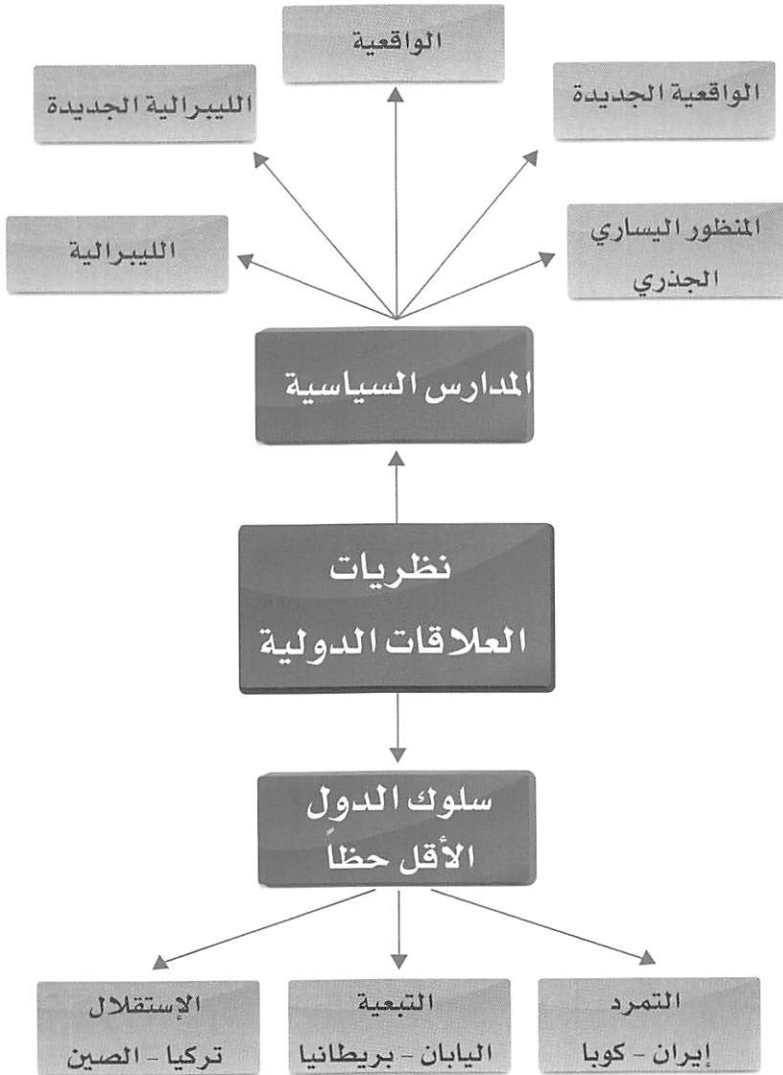 الواقعية
الواقعية الجديدة
الليبرالية الجديدة
المنظور اليساري
الجذري
الليبرالية
المدارس السياسية
نظريات
العلاقات الدولية
سلوك الدول
الأقل حظاً
التمرد
إيران - كوبا
التبعية
اليابان - بريطانيا
الإستقلال
تركيا - الصين